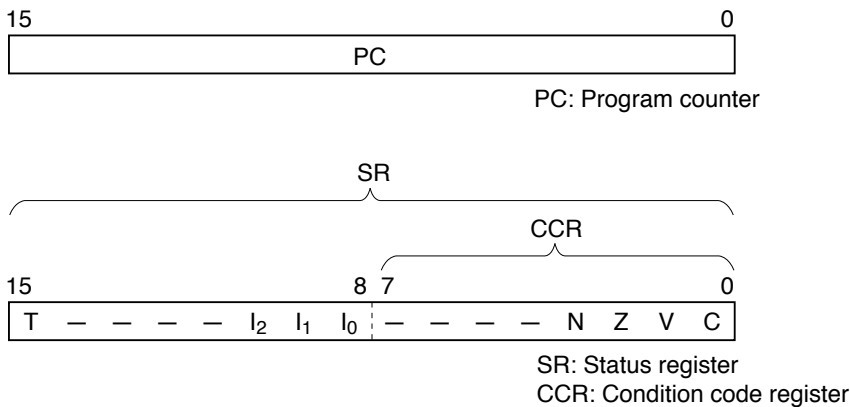 15 0
PC
PC: Program counter
SR
CCR
15 8 7 0
T — — — — I₂ I₁ I₀ — — — — N Z V C
SR: Status register
CCR: Condition code register